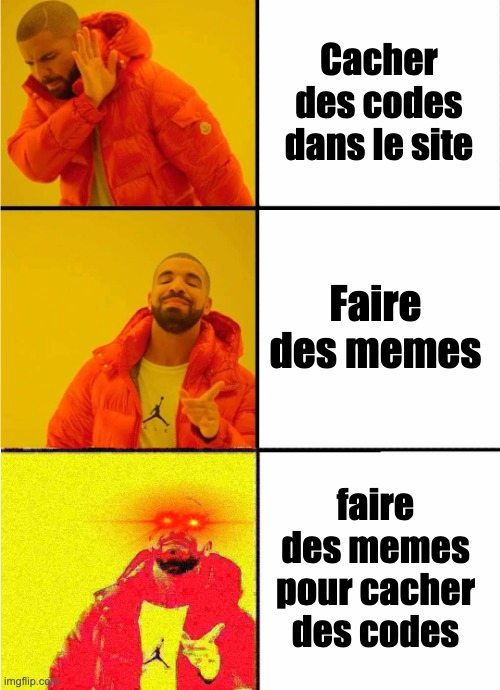 Cacher
des codes
dans le site
Faire
des memes
faire
des memes
pour cacher
des codes
imgflip.com